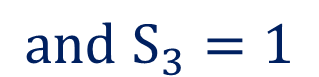 and S₃ = 1